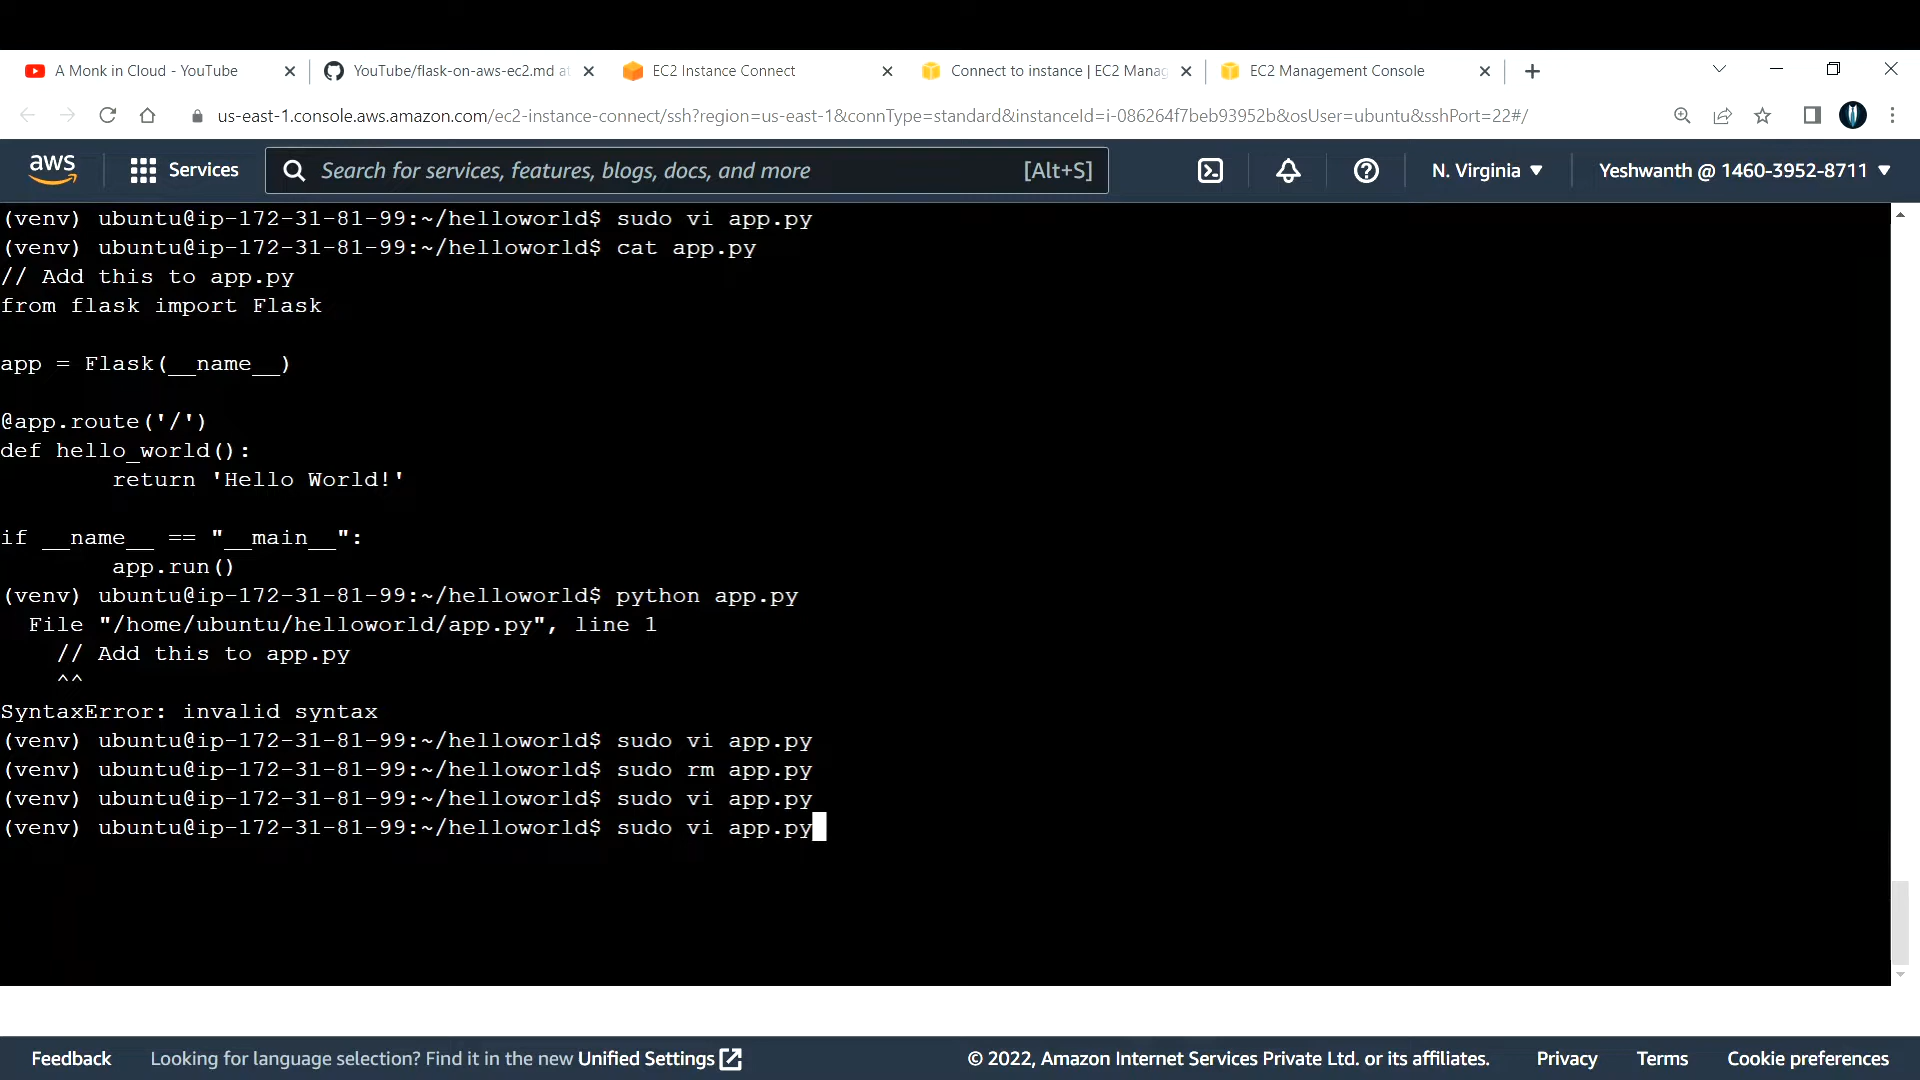 A Monk in Cloud - YouTube
YouTube/flask-on-aws-ec2.md at
EC2 Instance Connect
Connect to instance | EC2 Manag
EC2 Management Console
us-east-1.console.aws.amazon.com/ec2-instance-connect/ssh?region=us-east-1&connType=standard&instanceId=i-086264f7beb93952b&osUser=ubuntu&sshPort=22#/
aws
Services
Search for services, features, blogs, docs, and more
[Alt+S]
N. Virginia
Yeshwanth @ 1460-3952-8711
(venv) ubuntu@ip-172-31-81-99:~/helloworld$ sudo vi app.py
(venv) ubuntu@ip-172-31-81-99:~/helloworld$ cat app.py
// Add this to app.py
from flask import Flask
app = Flask(__name__)
@app.route('/')
def hello_world():
        return 'Hello World!'
if __name__ == "__main__":
        app.run()
(venv) ubuntu@ip-172-31-81-99:~/helloworld$ python app.py
  File "/home/ubuntu/helloworld/app.py", line 1
    // Add this to app.py
    ^^
SyntaxError: invalid syntax
(venv) ubuntu@ip-172-31-81-99:~/helloworld$ sudo vi app.py
(venv) ubuntu@ip-172-31-81-99:~/helloworld$ sudo rm app.py
(venv) ubuntu@ip-172-31-81-99:~/helloworld$ sudo vi app.py
(venv) ubuntu@ip-172-31-81-99:~/helloworld$ sudo vi app.py
Feedback
Looking for language selection? Find it in the new Unified Settings
© 2022, Amazon Internet Services Private Ltd. or its affiliates.
Privacy
Terms
Cookie preferences